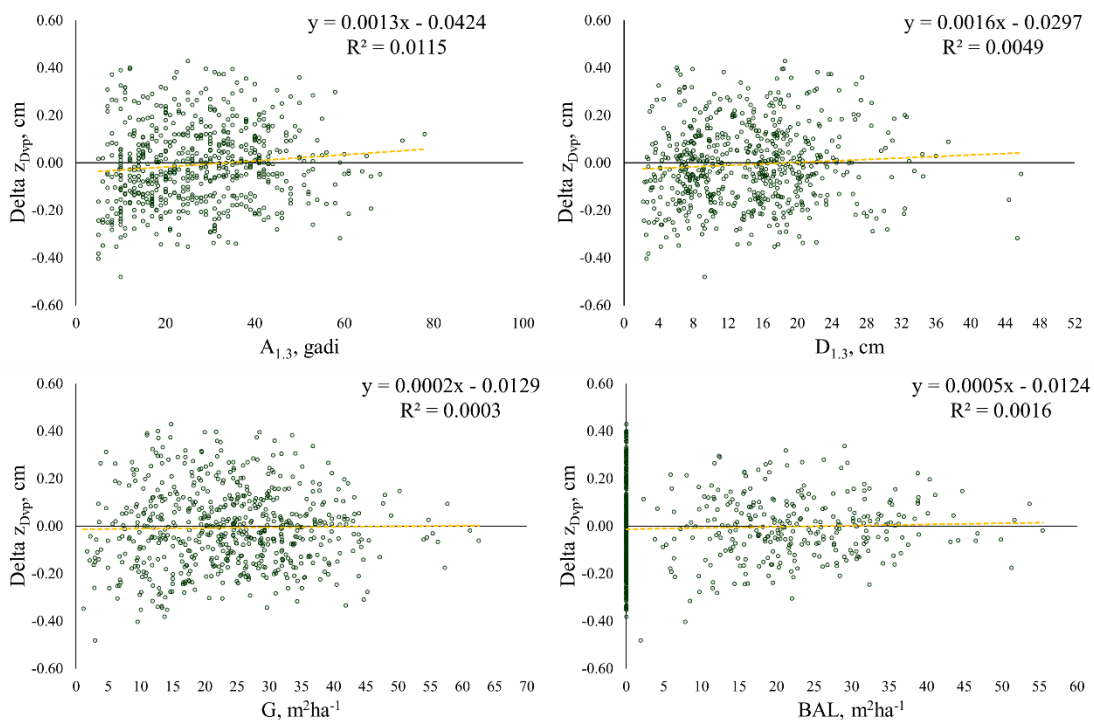 y = 0.0013x - 0.0424
R² = 0.0115
0.60
0.40
0.20
0.00
-0.20
-0.40
-0.60
Delta z_Dvp, cm
0 20 40 60 80 100
A_1.3, gadi
y = 0.0016x - 0.0297
R² = 0.0049
0.60
0.40
0.20
0.00
-0.20
-0.40
-0.60
Delta z_Dvp, cm
0 4 8 12 16 20 24 28 32 36 40 44 48 52
D_1.3, cm
y = 0.0002x - 0.0129
R² = 0.0003
0.60
0.40
0.20
0.00
-0.20
-0.40
-0.60
Delta z_Dvp, cm
0 5 10 15 20 25 30 35 40 45 50 55 60 65 70
G, m²ha⁻¹
y = 0.0005x - 0.0124
R² = 0.0016
0.60
0.40
0.20
0.00
-0.20
-0.40
-0.60
Delta z_Dvp, cm
0 10 20 30 40 50 60
BAL, m²ha⁻¹